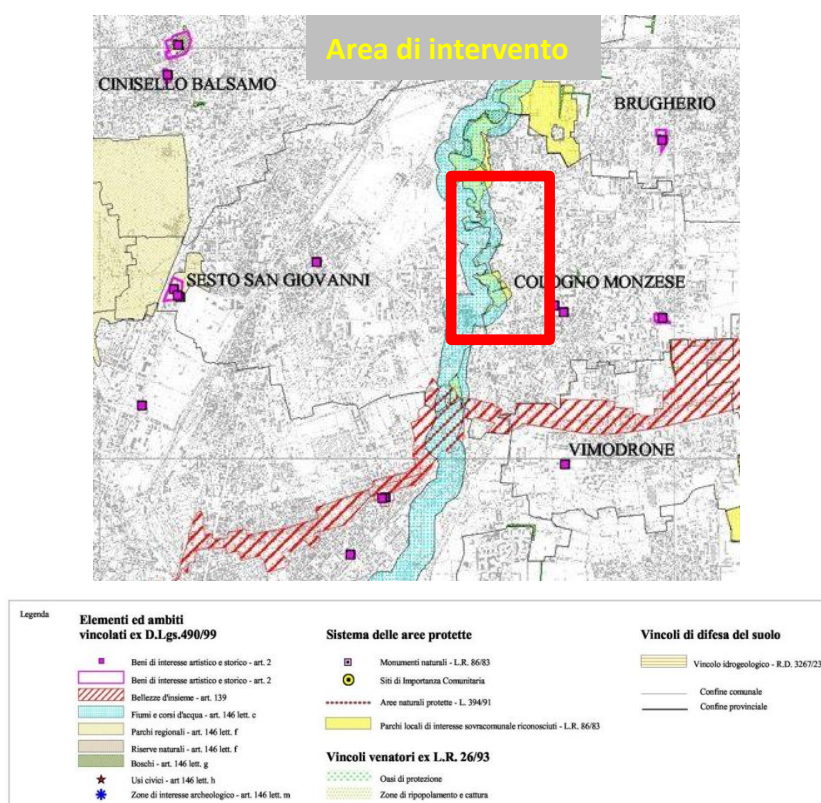 Area di intervento
CINISELLO BALSAMO
BRUGHERIO
SESTO SAN GIOVANNI
COLOGNO MONZESE
VIMODRONE
Legenda
Elementi ed ambiti
vincolati ex D.Lgs.490/99
Beni di interesse artistico e storico - art. 2
Beni di interesse artistico e storico - art. 2
Bellezze d'insieme - art. 139
Fiumi e corsi d'acqua - art. 146 lett. c
Parchi regionali - art. 146 lett. f
Riserve naturali - art. 146 lett. f
Boschi - art. 146 lett. g
Usi civici - art 146 lett. h
Zone di interesse archeologico - art. 146 lett. m
Sistema delle aree protette
Monumenti naturali - L.R. 86/83
Siti di Importanza Comunitaria
Aree naturali protette - L. 394/91
Parchi locali di interesse sovracomunale riconosciuti - L.R. 86/83
Vincoli venatori ex L.R. 26/93
Oasi di protezione
Zone di ripopolamento e cattura
Vincoli di difesa del suolo
Vincolo idrogeologico - R.D. 3267/23
Confine comunale
Confine provinciale